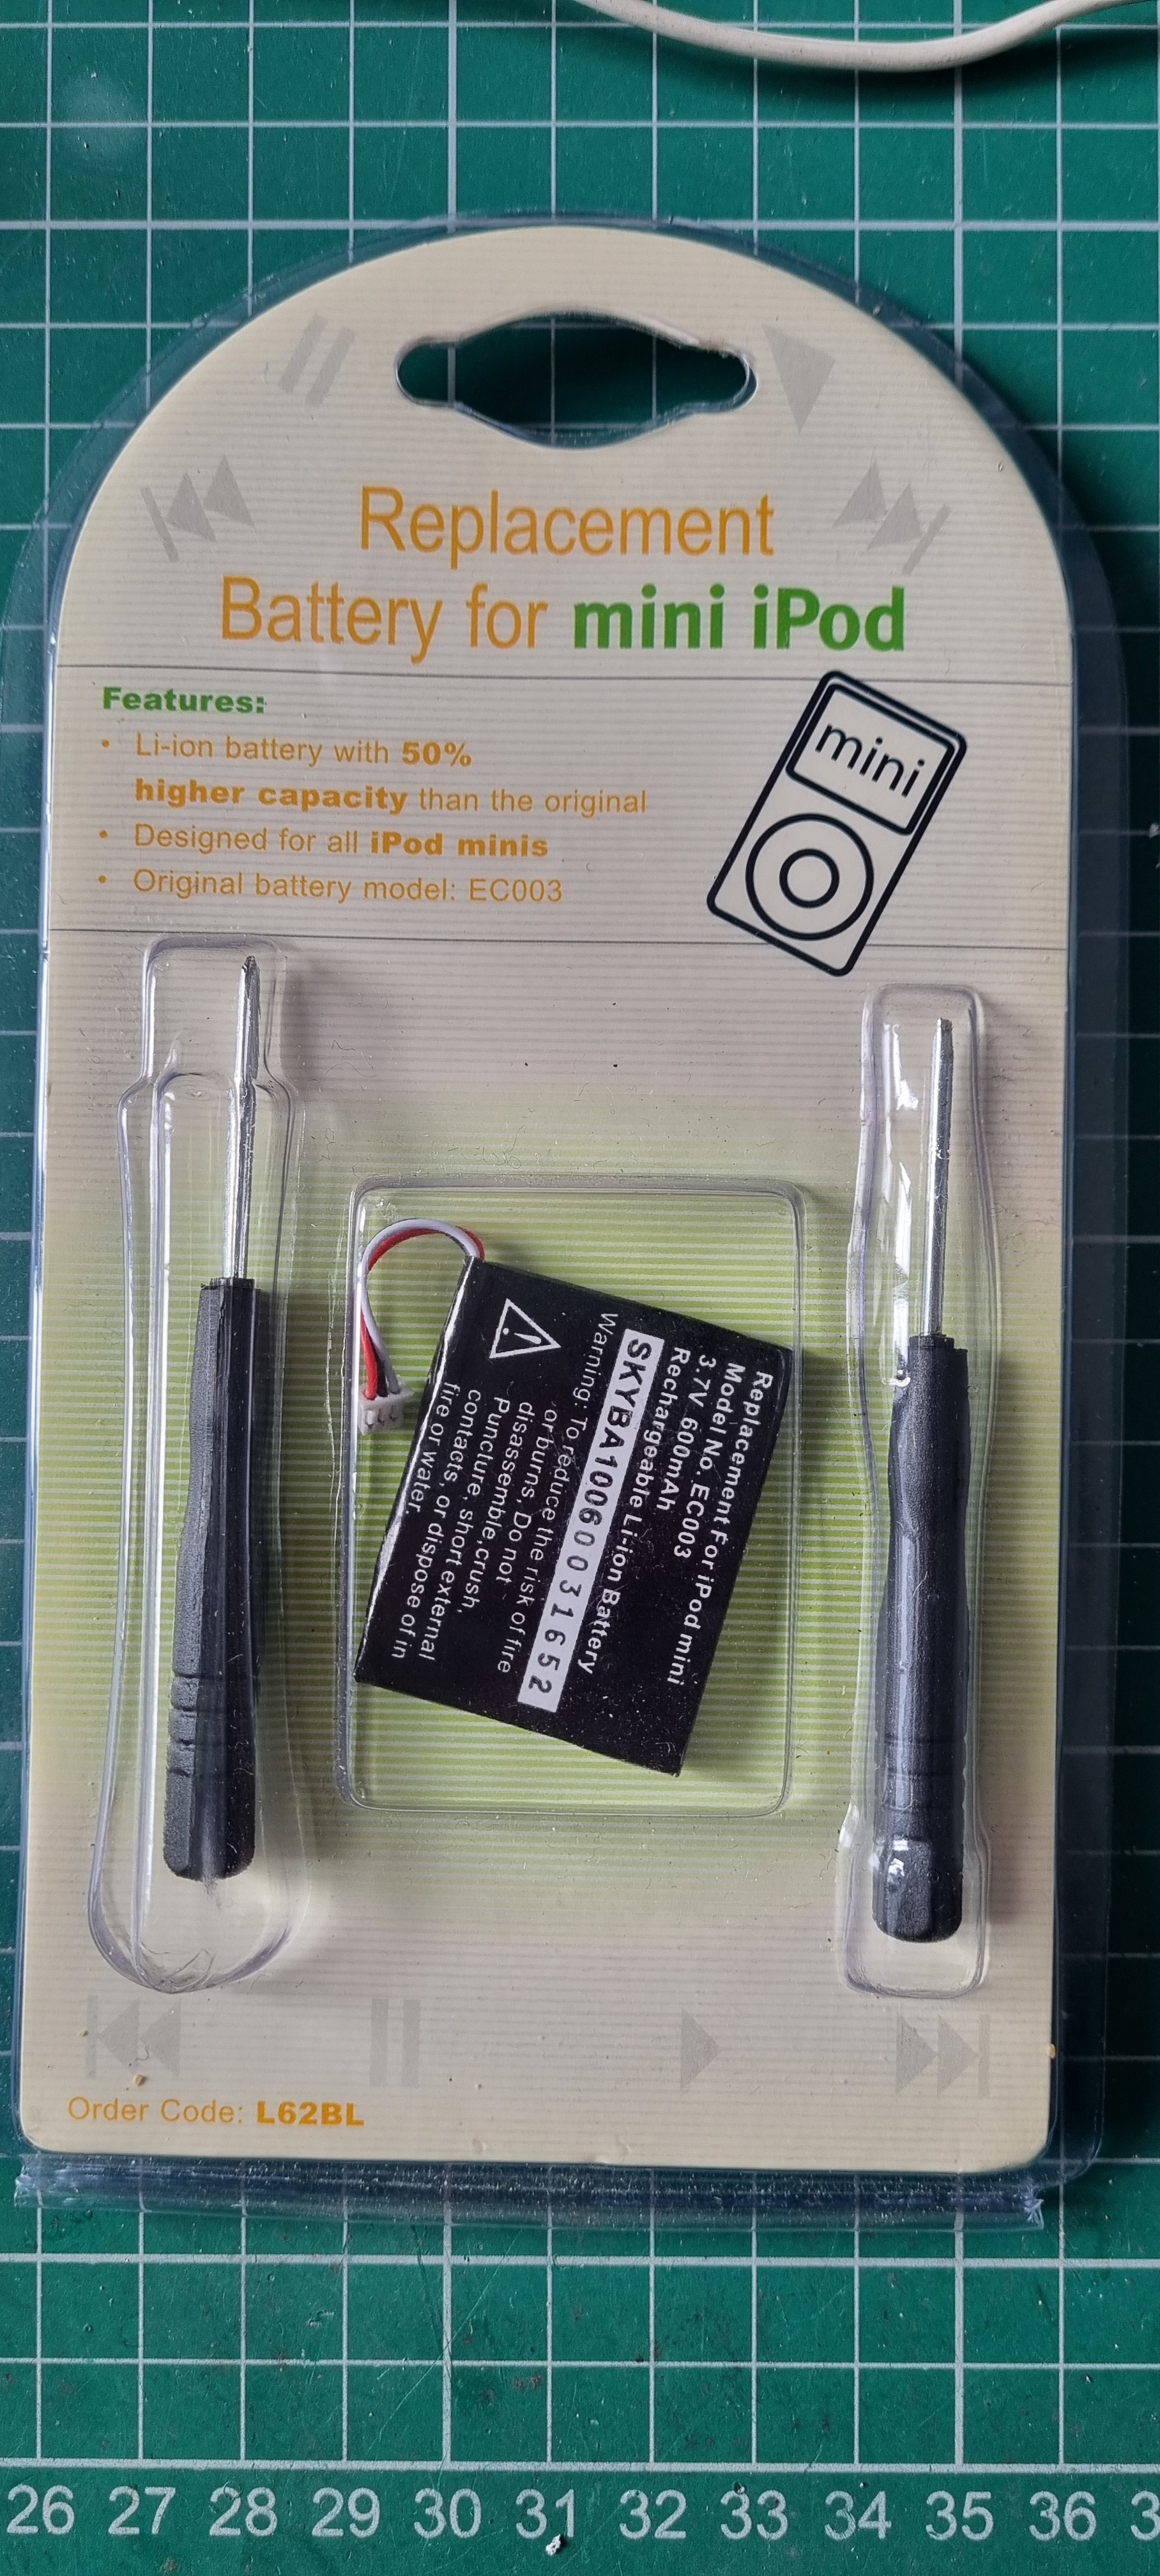 Replacement
Battery for mini iPod
Features:
• Li-ion battery with 50%
higher capacity than the original
• Designed for all iPod minis
• Original battery model: EC003
mini
Replacement For iPod mini
Model No. EC003
3.7V 600mAh
Rechargeable Li-ion Battery
SKYBA1006003 1652
Warning: To reduce the risk of fire
or burns, Do not
disassemble,crush,
Puncture, short external
contacts, or dispose of in
fire or water.
Order Code: L62BL
26 27 28 29 30 31 32 33 34 35 36 3